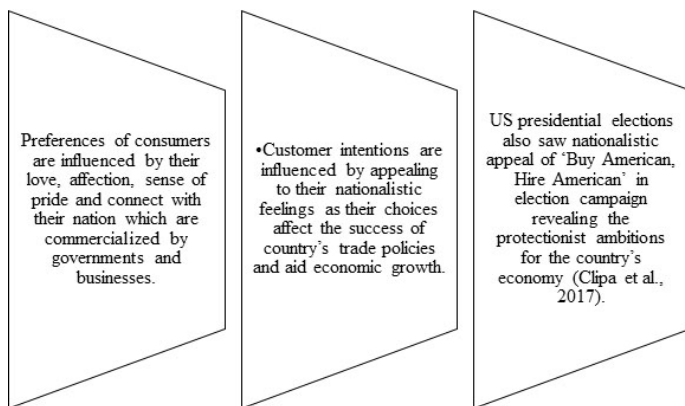 Preferences of consumers
are influenced by their
love, affection, sense of
pride and connect with
their nation which are
commercialized by
governments and
businesses.
•Customer intentions are
influenced by appealing
to their nationalistic
feelings as their choices
affect the success of
country's trade policies
and aid economic growth.
US presidential elections
also saw nationalistic
appeal of ‘Buy American,
Hire American’ in
election campaign
revealing the
protectionist ambitions
for the country's
economy (Clipa et al.,
2017).